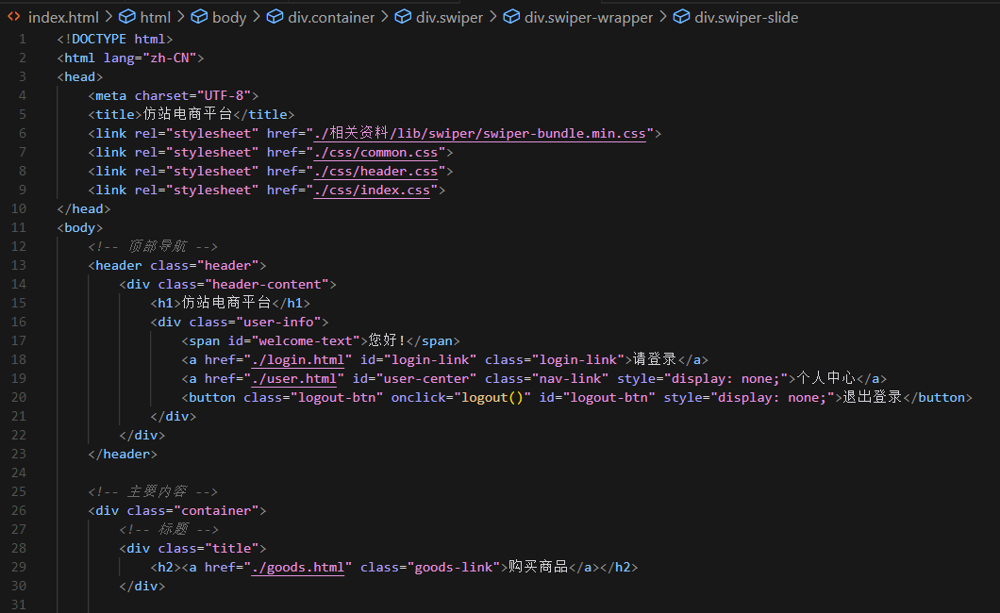 index.html > html > body > div.container > div.swiper > div.swiper-wrapper > div.swiper-slide
1 <!DOCTYPE html>
2 <html lang="zh-CN">
3 <head>
4 <meta charset="UTF-8">
5 <title>仿站电商平台</title>
6 <link rel="stylesheet" href="./相关资料/lib/swiper/swiper-bundle.min.css">
7 <link rel="stylesheet" href="./css/common.css">
8 <link rel="stylesheet" href="./css/header.css">
9 <link rel="stylesheet" href="./css/index.css">
10 </head>
11 <body>
12 <!-- 顶部导航 -->
13 <header class="header">
14 <div class="header-content">
15 <h1>仿站电商平台</h1>
16 <div class="user-info">
17 <span id="welcome-text">您好!</span>
18 <a href="./login.html" id="login-link" class="login-link">请登录</a>
19 <a href="./user.html" id="user-center" class="nav-link" style="display: none;">个人中心</a>
20 <button class="logout-btn" onclick="logout()" id="logout-btn" style="display: none;">退出登录</button>
21 </div>
22 </div>
23 </header>
24
25 <!-- 主要内容 -->
26 <div class="container">
27 <!-- 标题 -->
28 <div class="title">
29 <h2><a href="./goods.html" class="goods-link">购买商品</a></h2>
30 </div>
31